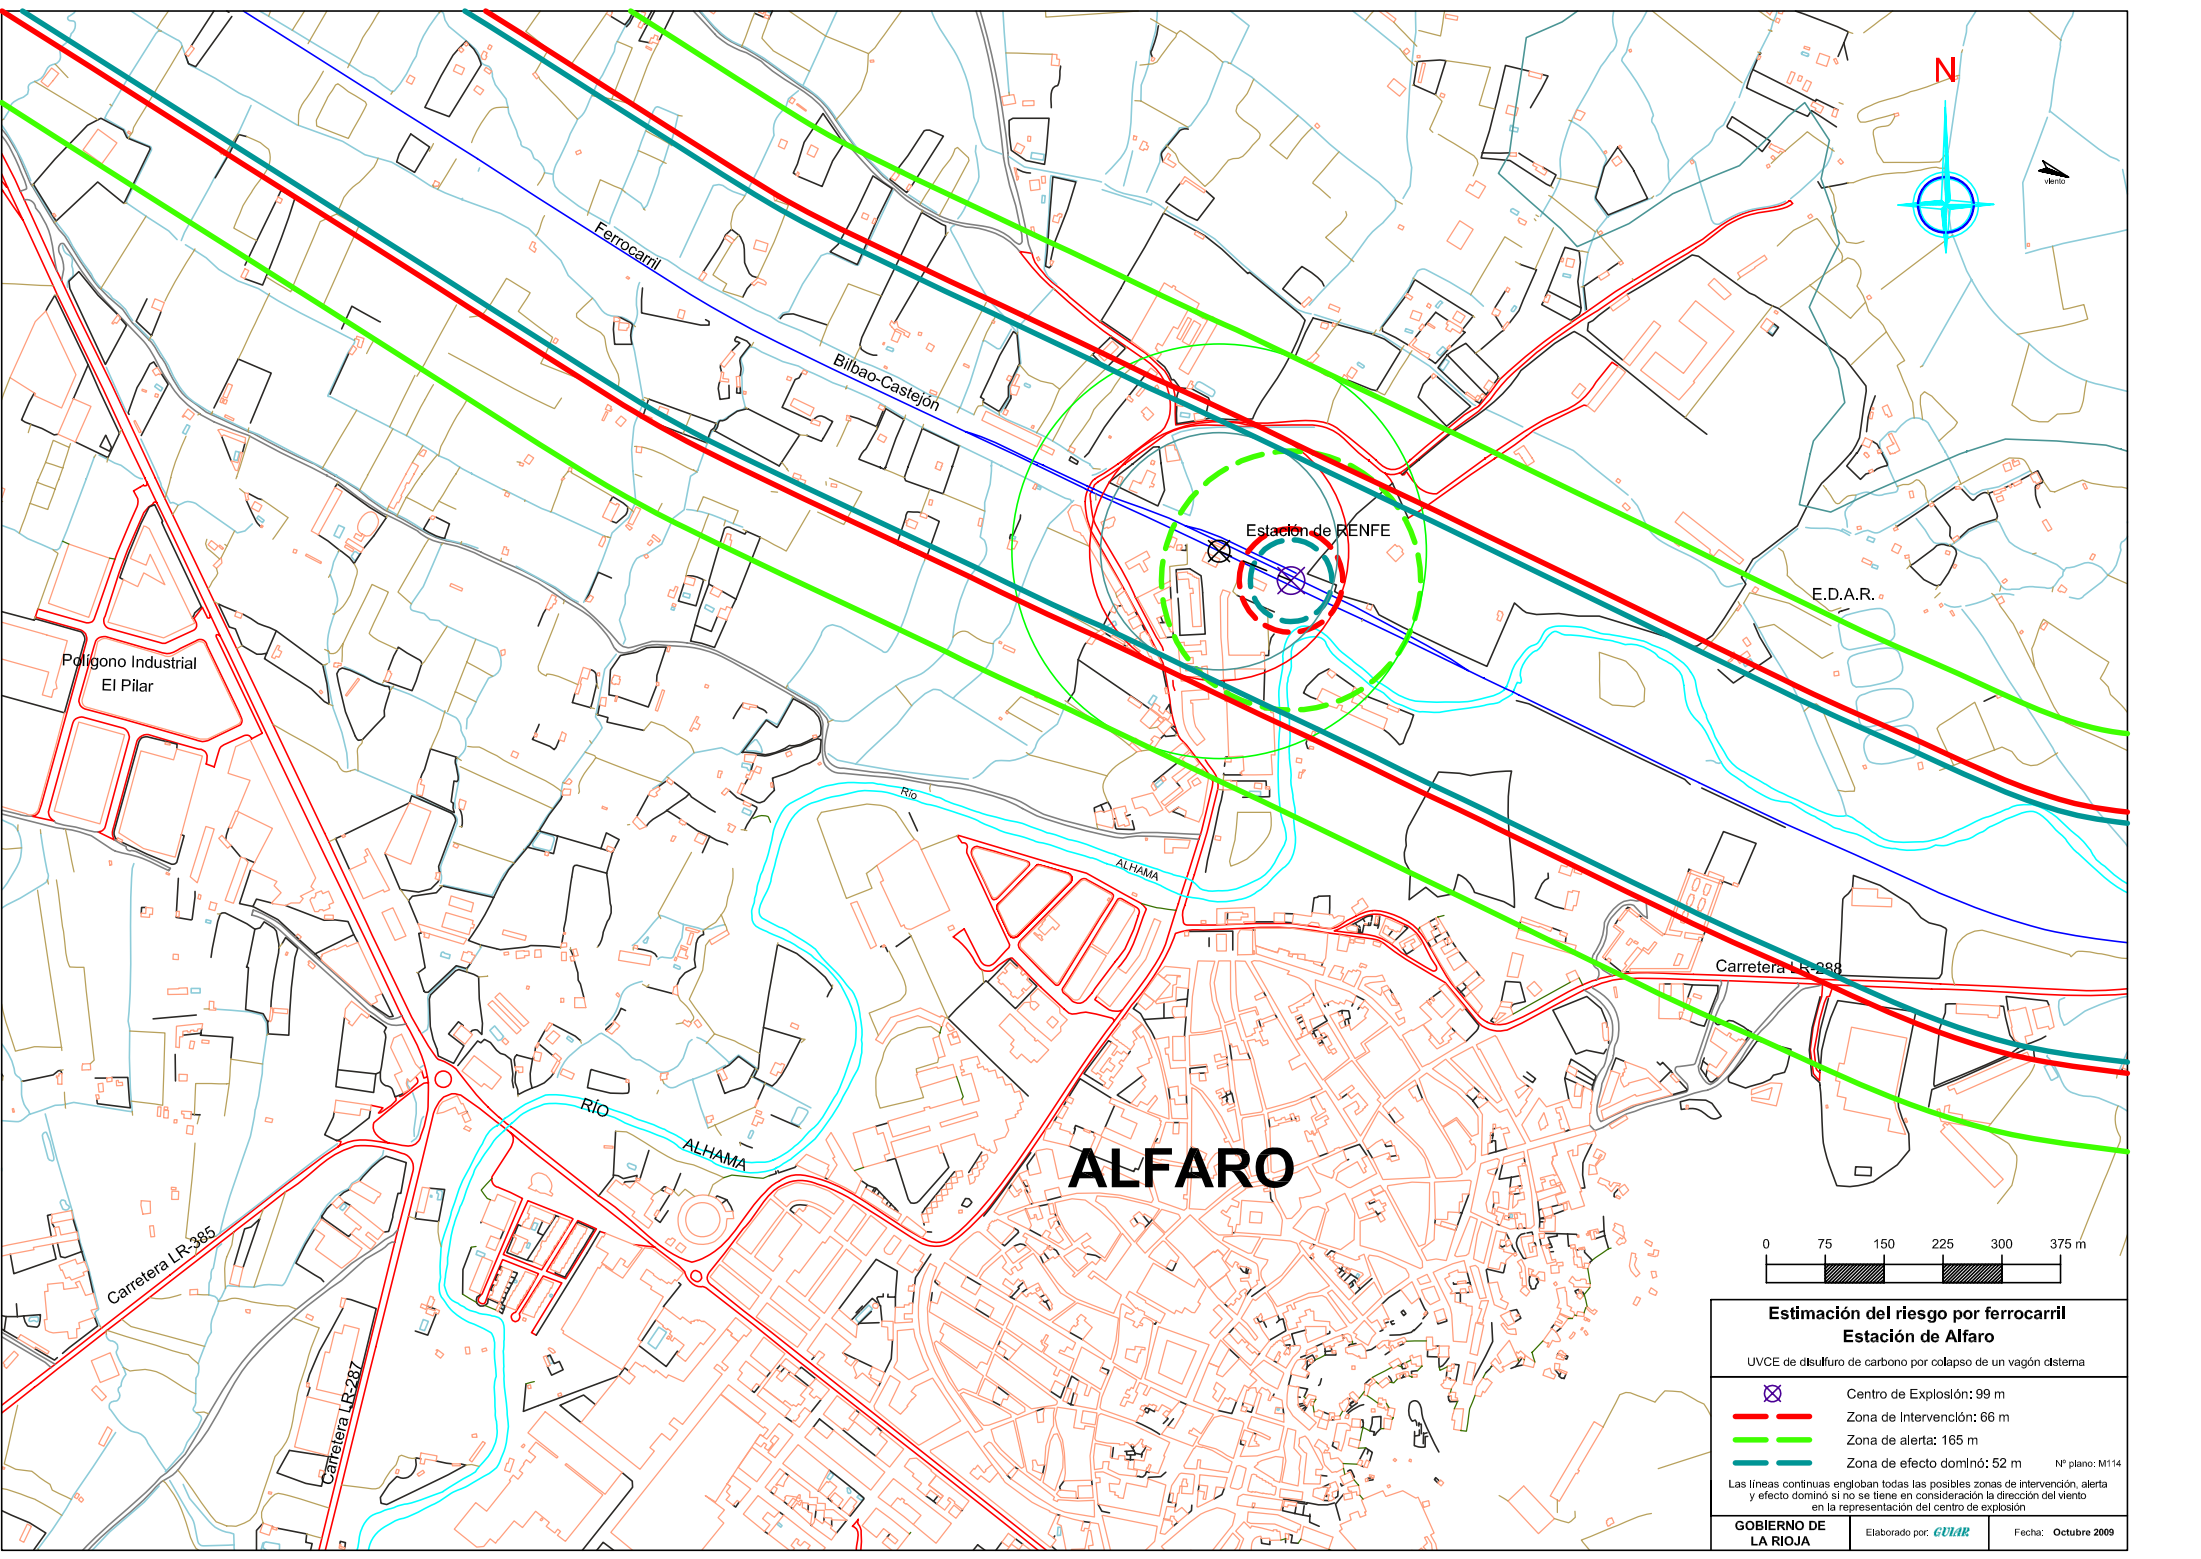 N
viento
Ferrocarril
Bilbao-Castejón
Estación de RENFE
E.D.A.R.
Polígono Industrial
El Pilar
Río
ALHAMA
Carretera LR-288
RÍO
ALHAMA
ALFARO
Carretera LR-385
Carretera LR-287
0 75 150 225 300 375 m
Estimación del riesgo por ferrocarril
Estación de Alfaro
UVCE de disulfuro de carbono por colapso de un vagón cisterna
Centro de Explosión: 99 m
Zona de Intervención: 66 m
Zona de alerta: 165 m
Zona de efecto dominó: 52 m
Nº plano: M114
Las líneas continuas engloban todas las posibles zonas de intervención, alerta
y efecto dominó si no se tiene en consideración la dirección del viento
en la representación del centro de explosión
GOBIERNO DE
LA RIOJA
Elaborado por: GUIAR
Fecha: Octubre 2009